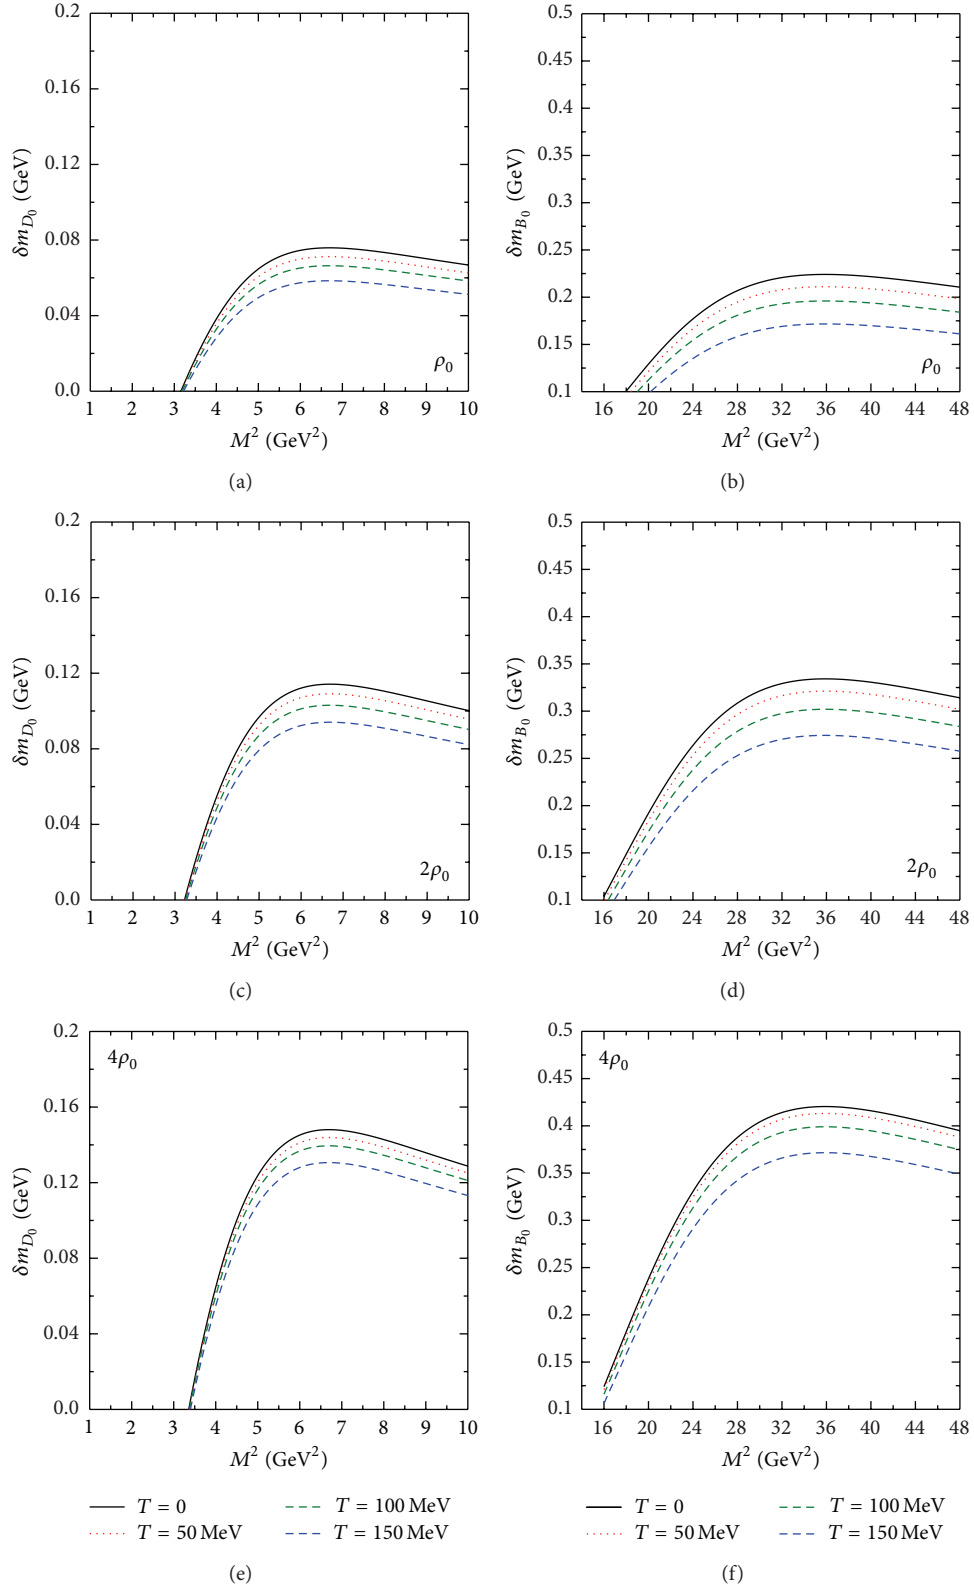 0.2
0.16
0.12
0.08
0.04
0.0
δm_{D_0} (GeV)
ρ_0
1 2 3 4 5 6 7 8 9 10
M^2 (GeV^2)
(a)
0.5
0.45
0.4
0.35
0.3
0.25
0.2
0.15
0.1
δm_{B_0} (GeV)
ρ_0
16 20 24 28 32 36 40 44 48
M^2 (GeV^2)
(b)
0.2
0.16
0.12
0.08
0.04
0.0
δm_{D_0} (GeV)
2ρ_0
1 2 3 4 5 6 7 8 9 10
M^2 (GeV^2)
(c)
0.5
0.45
0.4
0.35
0.3
0.25
0.2
0.15
0.1
δm_{B_0} (GeV)
2ρ_0
16 20 24 28 32 36 40 44 48
M^2 (GeV^2)
(d)
0.2
0.16
0.12
0.08
0.04
0.0
δm_{D_0} (GeV)
4ρ_0
1 2 3 4 5 6 7 8 9 10
M^2 (GeV^2)
T = 0
T = 50 MeV
T = 100 MeV
T = 150 MeV
(e)
0.5
0.45
0.4
0.35
0.3
0.25
0.2
0.15
0.1
δm_{B_0} (GeV)
4ρ_0
16 20 24 28 32 36 40 44 48
M^2 (GeV^2)
T = 0
T = 50 MeV
T = 100 MeV
T = 150 MeV
(f)